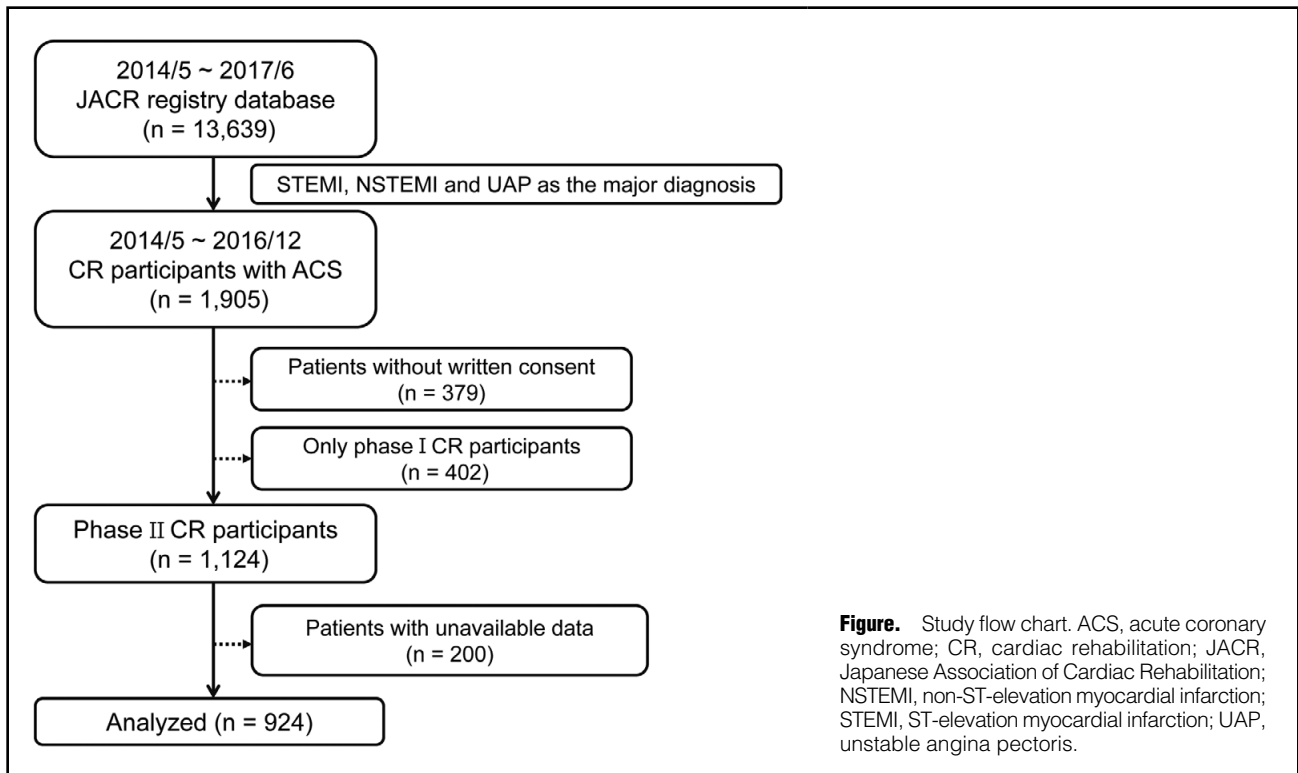 2014/5 ~ 2017/6
JACR registry database
(n = 13,639)
STEMI, NSTEMI and UAP as the major diagnosis
2014/5 ~ 2016/12
CR participants with ACS
(n = 1,905)
Patients without written consent
(n = 379)
Only phase I CR participants
(n = 402)
Phase II CR participants
(n = 1,124)
Patients with unavailable data
(n = 200)
Analyzed (n = 924)
Figure. Study flow chart. ACS, acute coronary
syndrome; CR, cardiac rehabilitation; JACR,
Japanese Association of Cardiac Rehabilitation;
NSTEMI, non-ST-elevation myocardial infarction;
STEMI, ST-elevation myocardial infarction; UAP,
unstable angina pectoris.